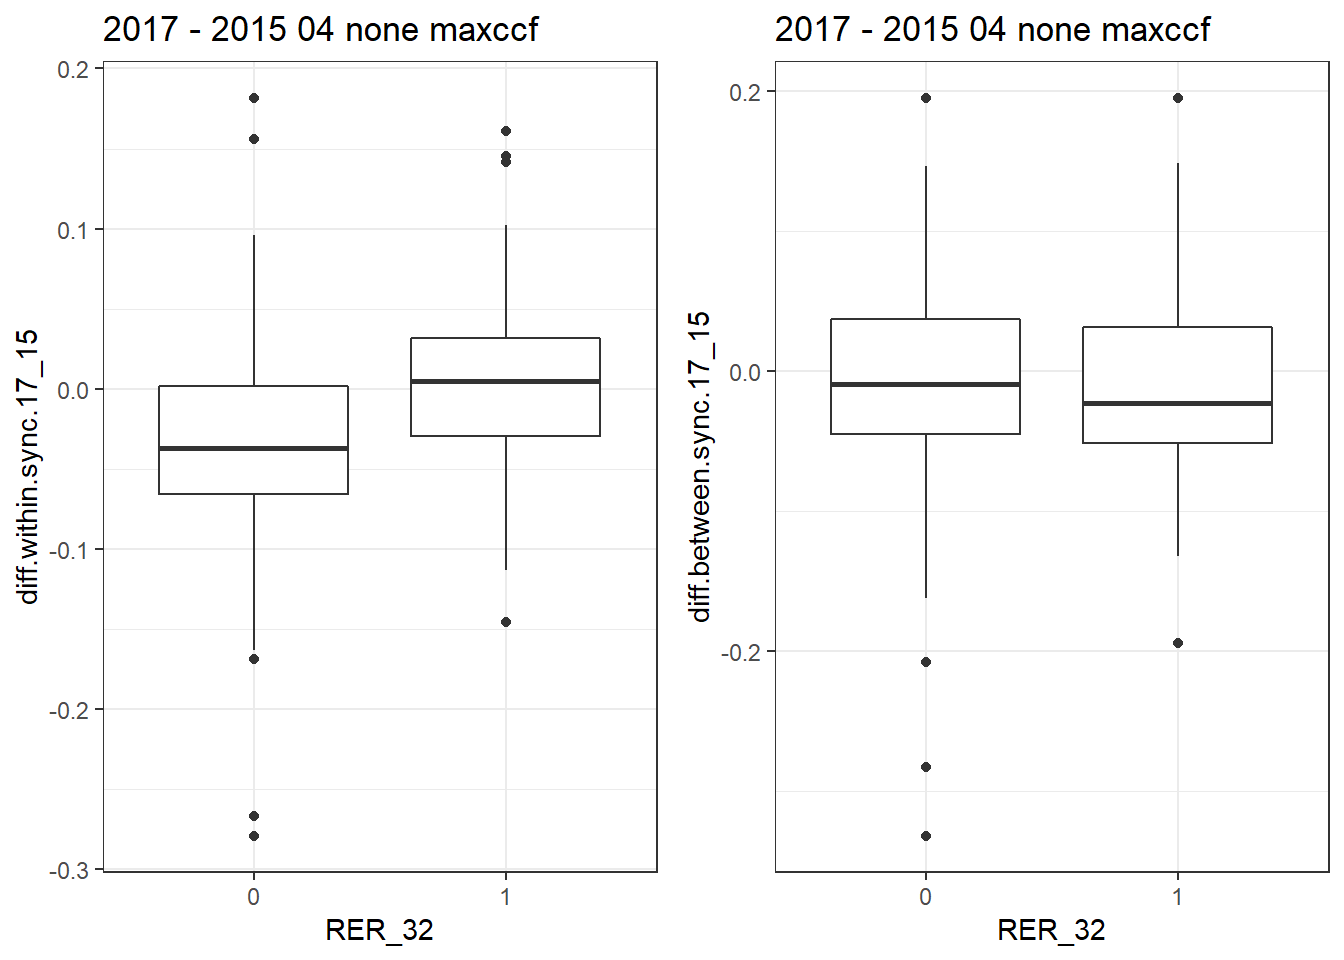 2017 - 2015 04 none maxccf
diff.within.sync.17_15
0.2
0.1
0.0
-0.1
-0.2
-0.3
0 1
RER_32
2017 - 2015 04 none maxccf
diff.between.sync.17_15
0.2
0.0
-0.2
0 1
RER_32